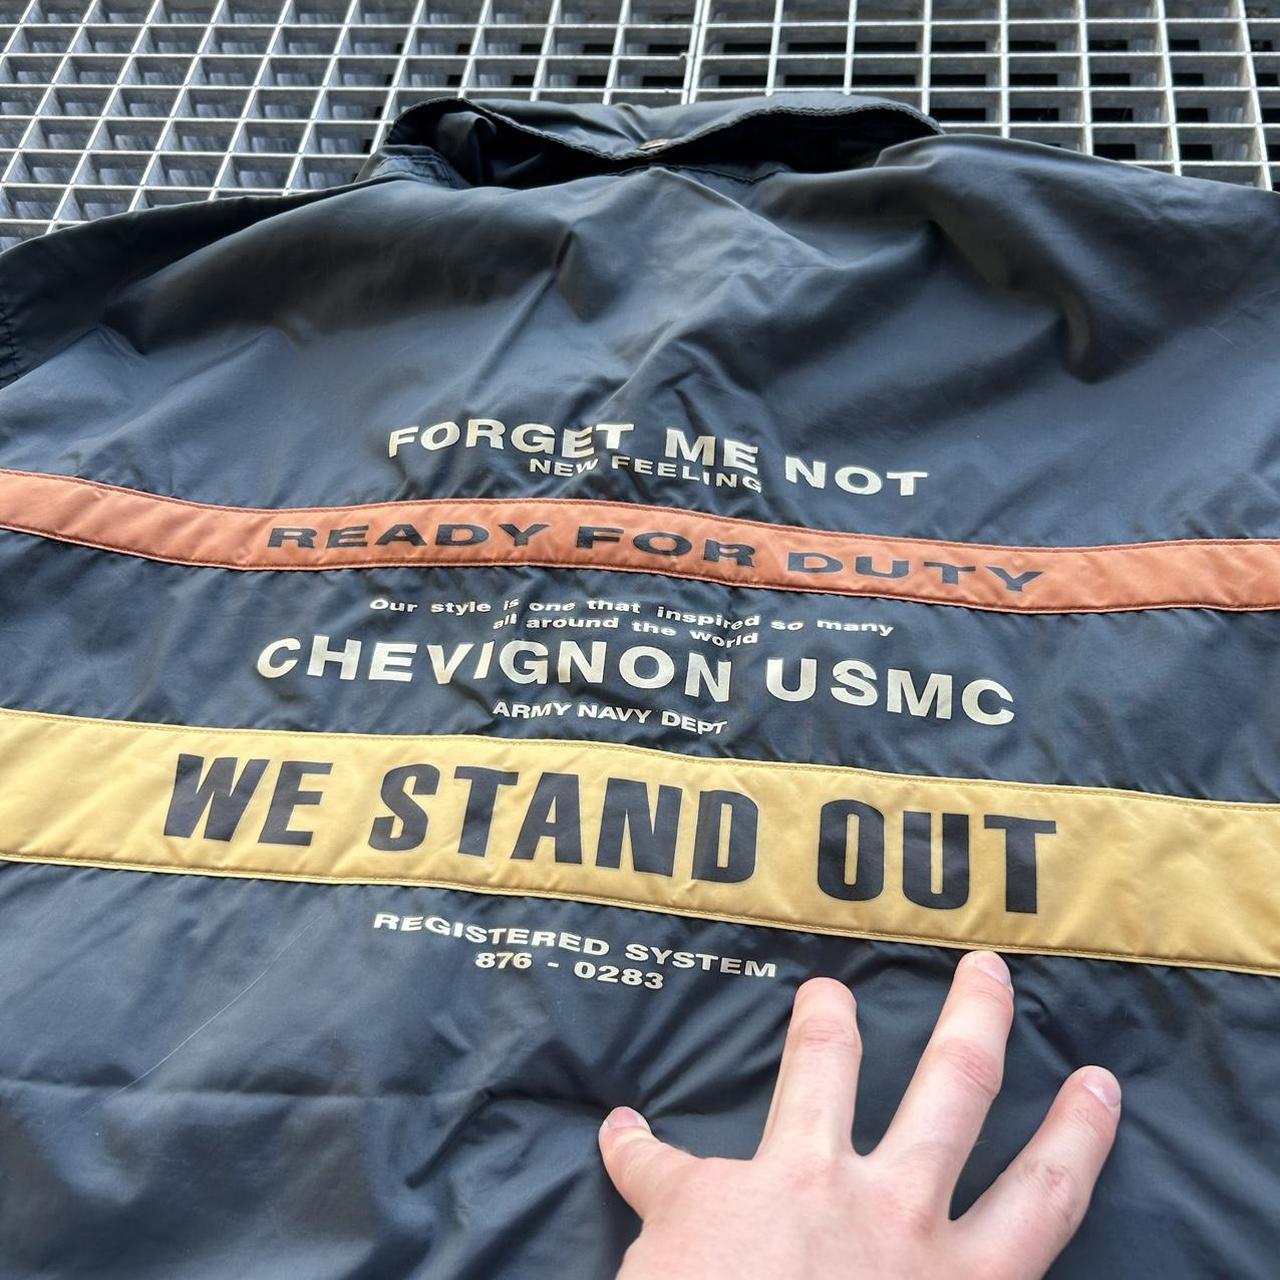 FORGET ME NOT
NEW FEELING
READY FOR DUTY
Our style is one that inspired so many
all around the world
CHEVIGNON USMC
ARMY NAVY DEPT
WE STAND OUT
REGISTERED SYSTEM
876 - 0283